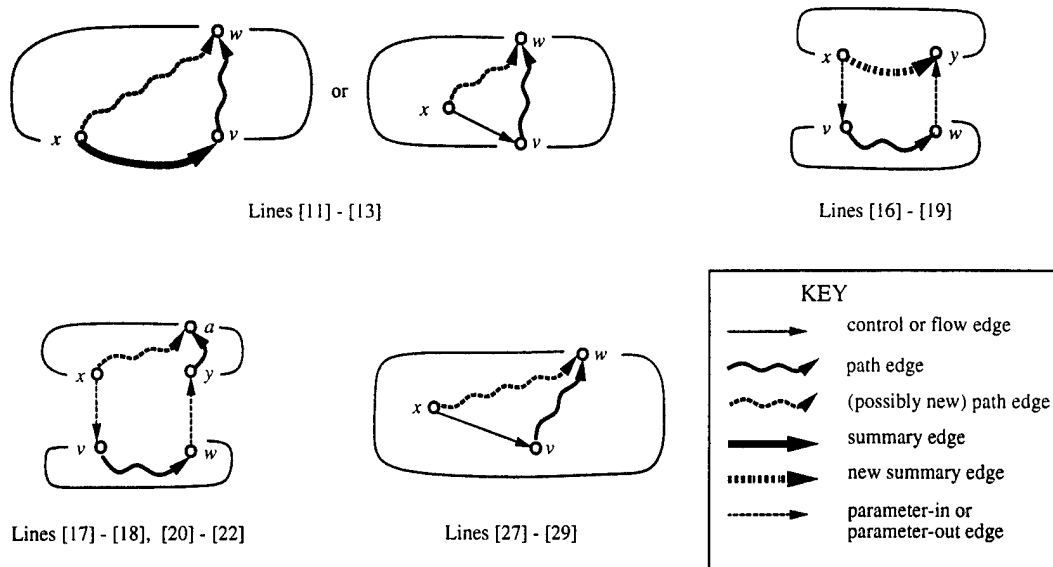 w
w
or
x
x
v
v
Lines [11] - [13]
x
y
v
w
Lines [16] - [19]
a
x
y
v
w
Lines [17] - [18], [20] - [22]
w
x
v
Lines [27] - [29]
KEY
control or flow edge
path edge
(possibly new) path edge
summary edge
new summary edge
parameter-in or
parameter-out edge